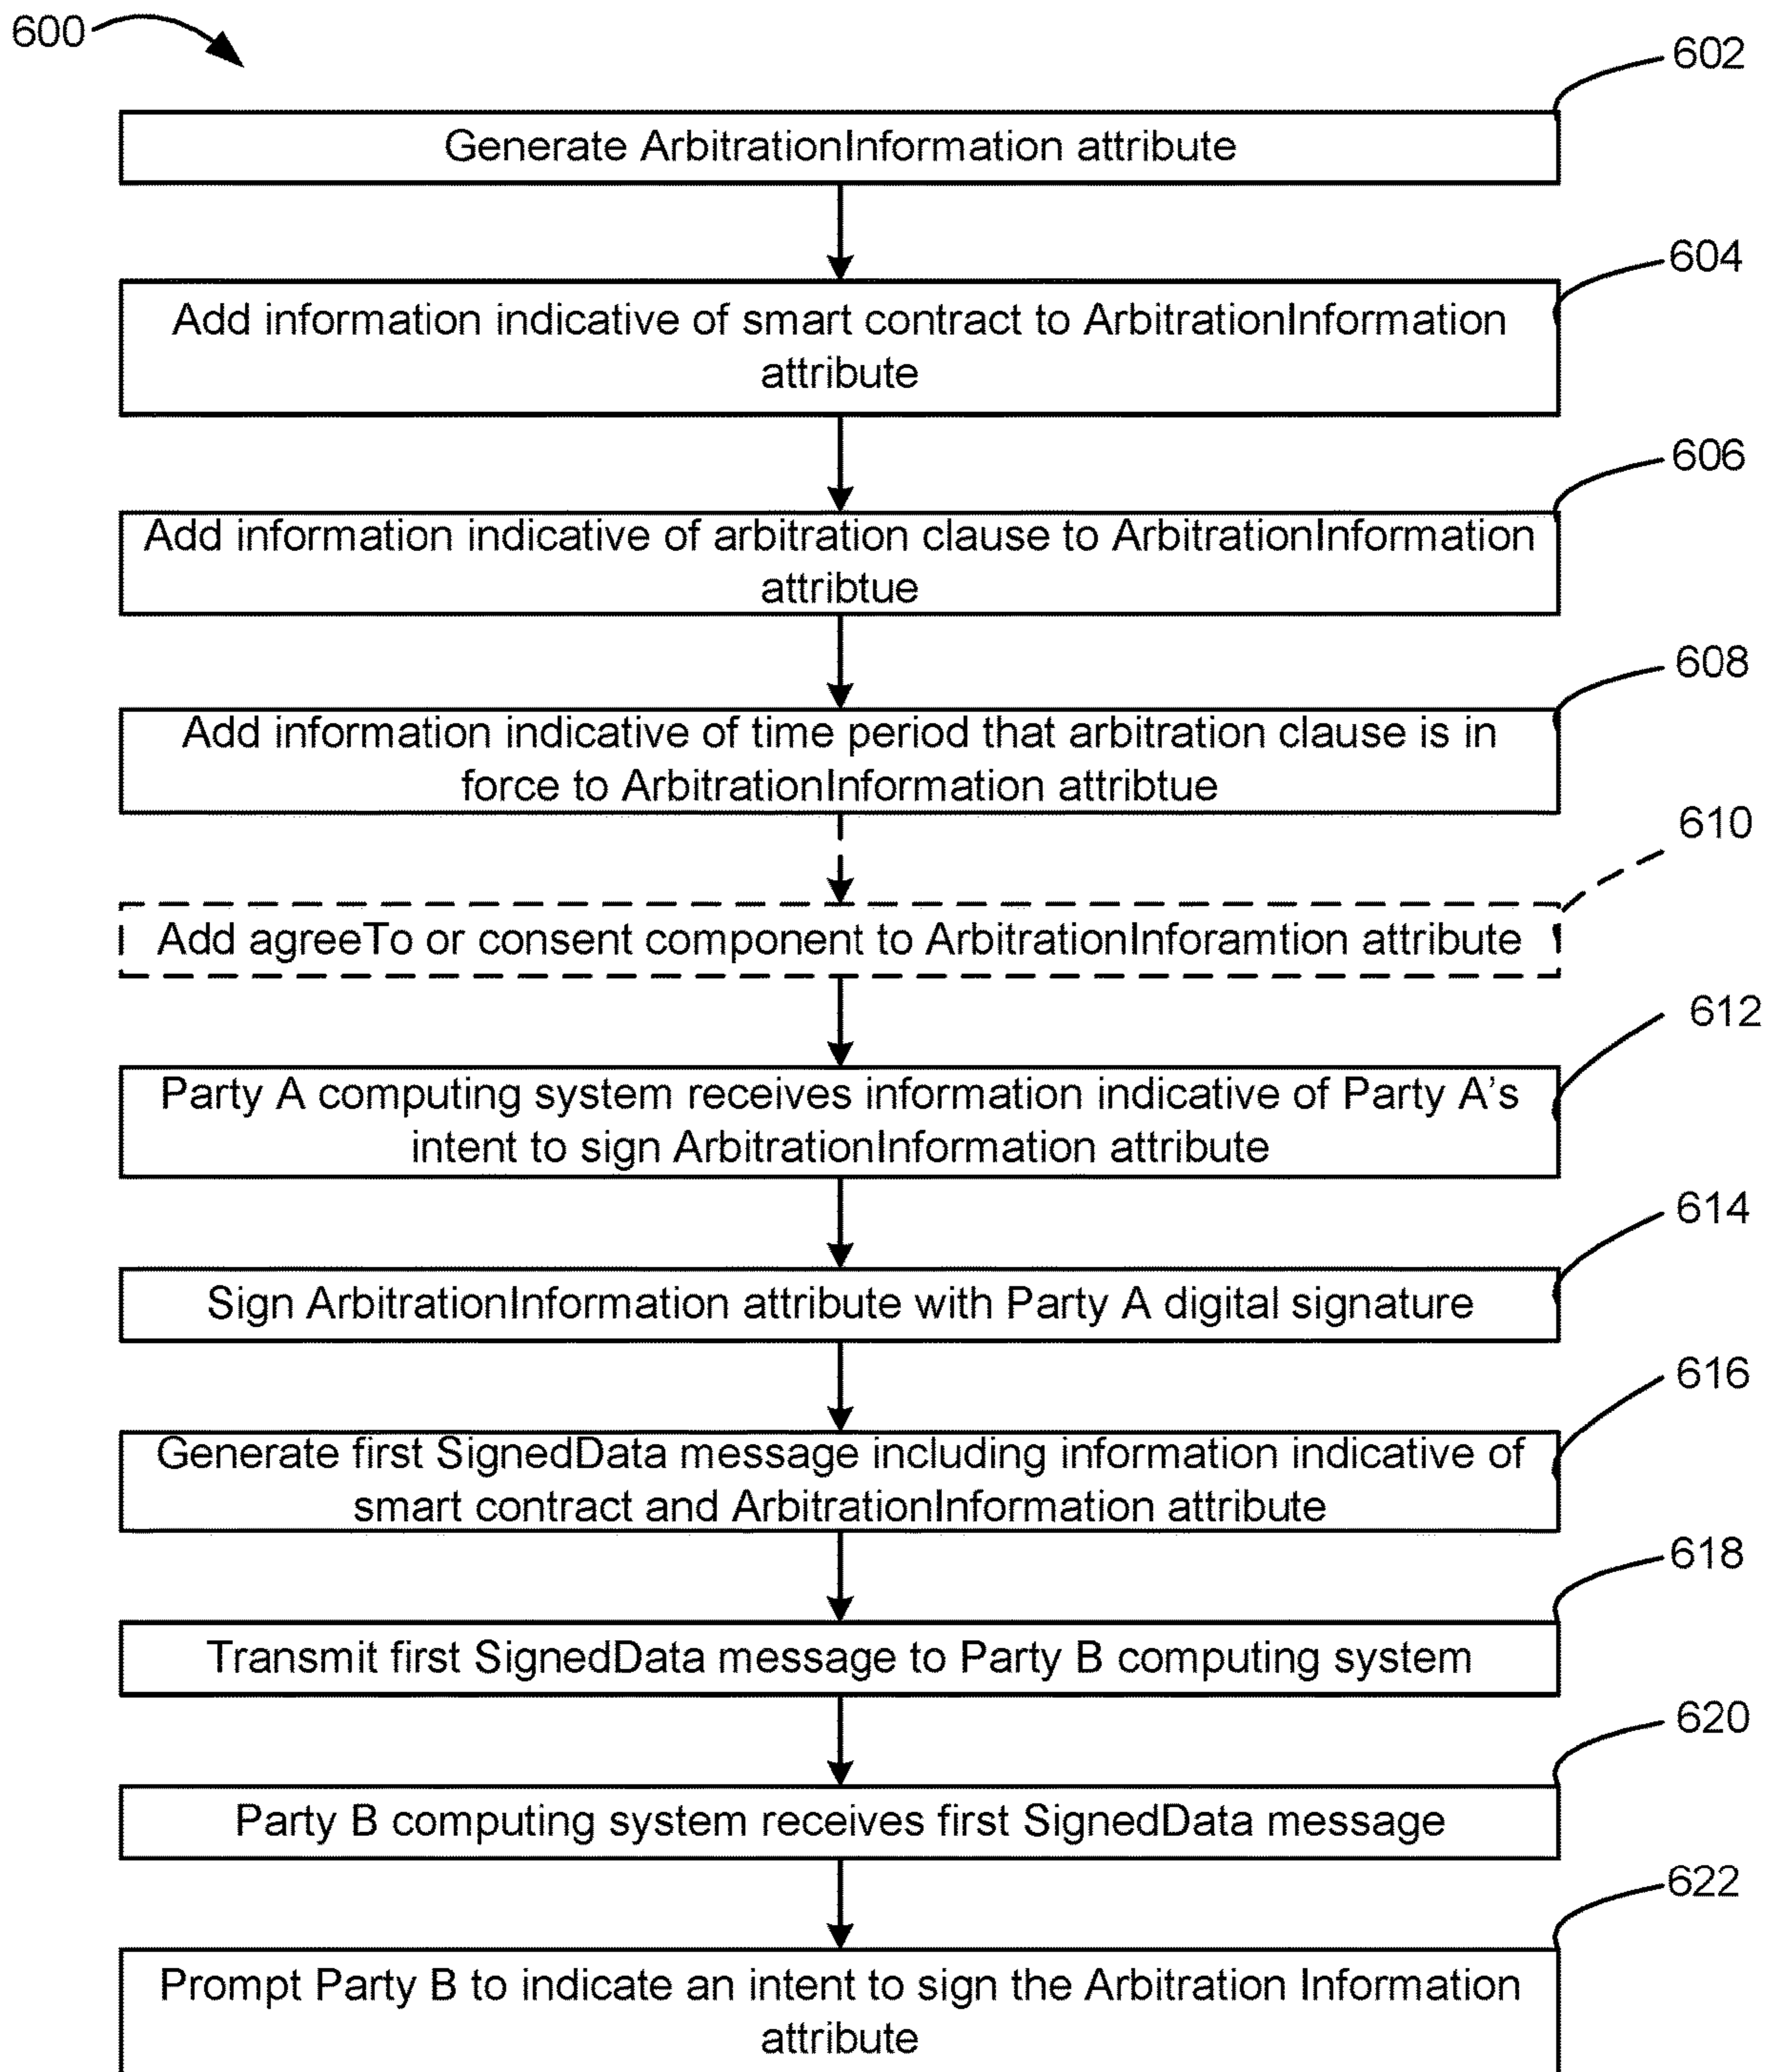 600
602
Generate ArbitrationInformation attribute
604
Add information indicative of smart contract to ArbitrationInformation
attribute
606
Add information indicative of arbitration clause to ArbitrationInformation
attribtue
608
Add information indicative of time period that arbitration clause is in
force to ArbitrationInformation attribtue
610
Add agreeTo or consent component to ArbitrationInforamtion attribute
612
Party A computing system receives information indicative of Party A's
intent to sign ArbitrationInformation attribute
614
Sign ArbitrationInformation attribute with Party A digital signature
616
Generate first SignedData message including information indicative of
smart contract and ArbitrationInformation attribute
618
Transmit first SignedData message to Party B computing system
620
Party B computing system receives first SignedData message
622
Prompt Party B to indicate an intent to sign the Arbitration Information
attribute